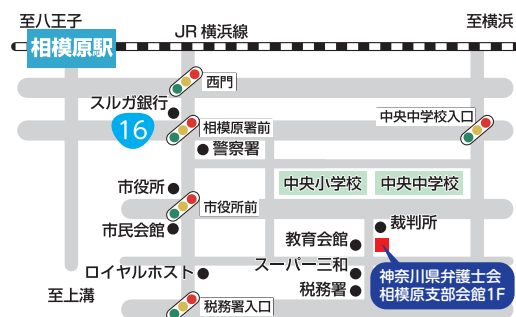 至八王子
至横浜
JR 横浜線
相模原駅
西門
スルガ銀行
16
相模原署前
中央中学校入口
警察署
中央小学校
中央中学校
市役所
市役所前
市民会館
裁判所
教育会館
スーパー三和
ロイヤルホスト
税務署
神奈川県弁護士会
相模原支部会館1F
至上溝
税務署入口